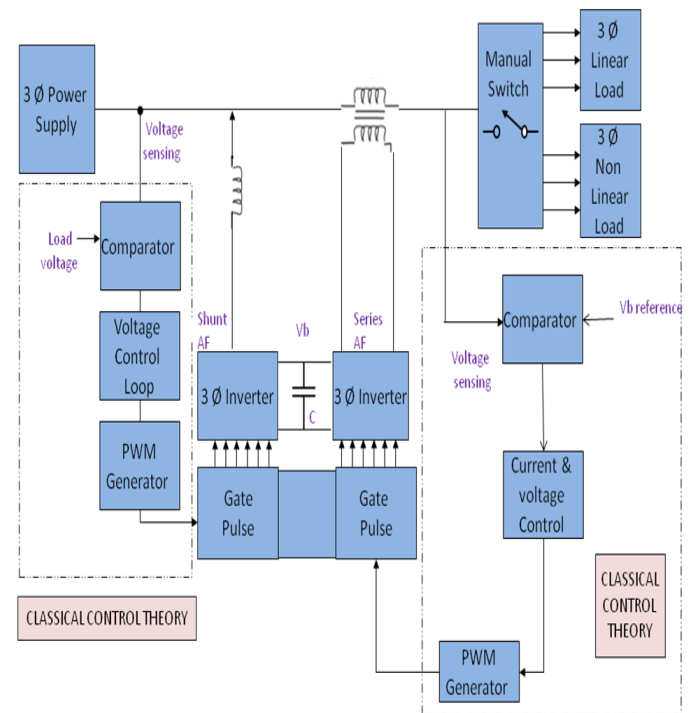 3 Ø Power
Supply
Voltage
sensing
Manual
Switch
3 Ø
Linear
Load
3 Ø
Non
Linear
Load
Load
voltage
Comparator
Voltage
Control
Loop
PWM
Generator
Shunt
AF
Vb
Series
AF
3 Ø Inverter
C
3 Ø Inverter
Gate
Pulse
Gate
Pulse
Comparator
Vb reference
Voltage
sensing
Current &
voltage
Control
PWM
Generator
CLASSICAL CONTROL THEORY
CLASSICAL
CONTROL
THEORY